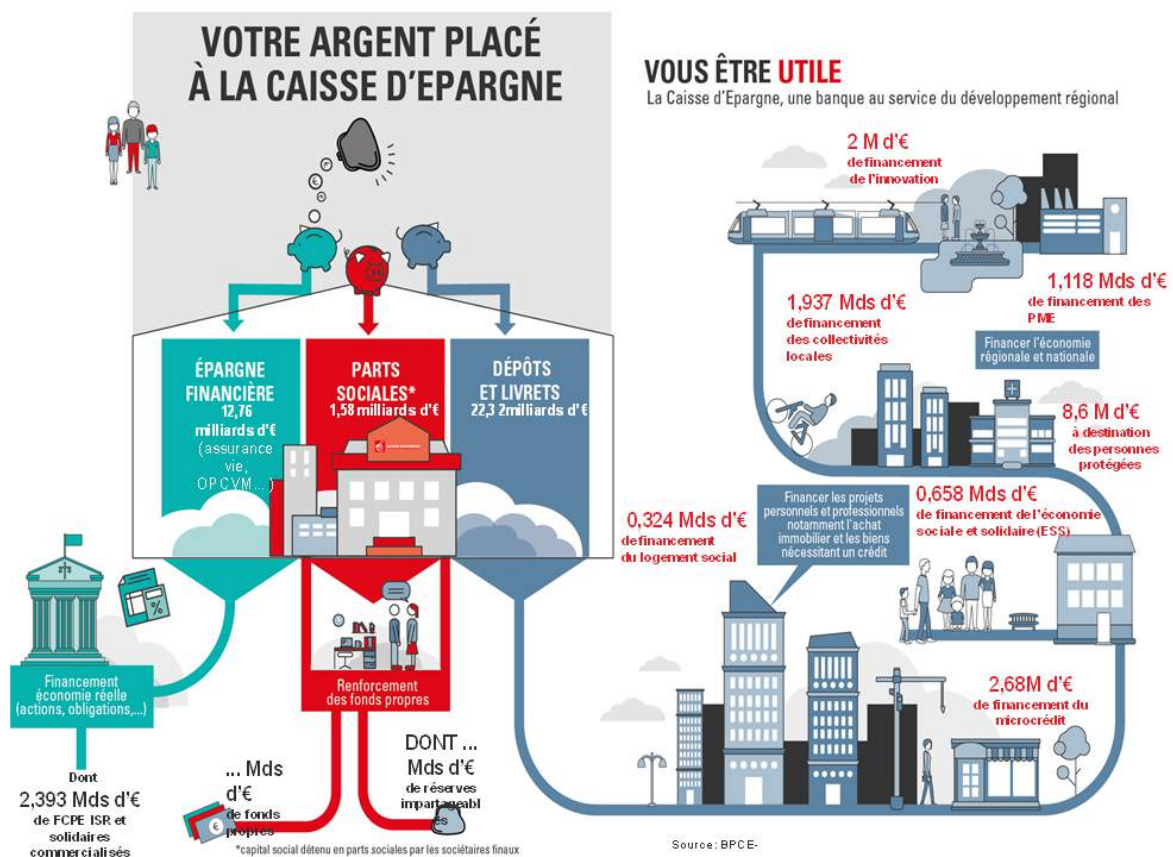 VOTRE ARGENT PLACÉ
À LA CAISSE D'EPARGNE
ÉPARGNE
FINANCIÈRE
12,76
milliards d'€
(assurance
vie,
OPCVM...)
PARTS
SOCIALES*
1,58 milliards d'€
DÉPÔTS
ET LIVRETS
22,3 2milliards d'€
Financement
économie réelle
(actions, obligations,...)
Dont
2,393 Mds d'€
de FCPE ISR et
solidaires
commercialisés
Renforcement
des fonds propres
... Mds
d'€
de fonds
propres
DONT ...
Mds d'€
de réserves
impartageabl
es
*capital social détenu en parts sociales par les sociétaires finaux
VOUS ÊTRE UTILE
La Caisse d'Epargne, une banque au service du développement régional
2 M d'€
de financement
de l'innovation
1,118 Mds d'€
de financement des
PME
1,937 Mds d'€
de financement
des collectivités
locales
Financer l'économie
régionale et nationale
8,6 M d'€
à destination
des personnes
protégées
Financer les projets
personnels et professionnels
notamment l'achat
immobilier et les biens
nécessitant un crédit
0,658 Mds d'€
de financement de l'économie
sociale et solidaire (ESS)
0,324 Mds d'€
de financement
du logement social
2,68M d'€
de financement du
microcrédit
Source: BPCE-